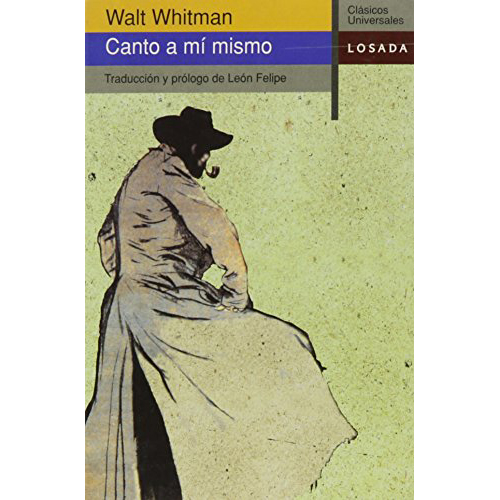 Walt Whitman
Canto a mí mismo
Traducción y prólogo de León Felipe
Clásicos
Universales
LOSADA